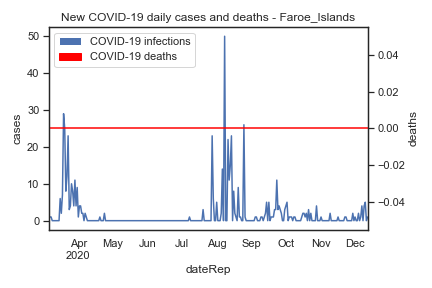 New COVID-19 daily cases and deaths - Faroe_Islands
COVID-19 infections
COVID-19 deaths
50
40
30
20
10
0
cases
0.04
0.02
0.00
−0.02
−0.04
deaths
Apr May Jun Jul Aug Sep Oct Nov Dec
2020
dateRep